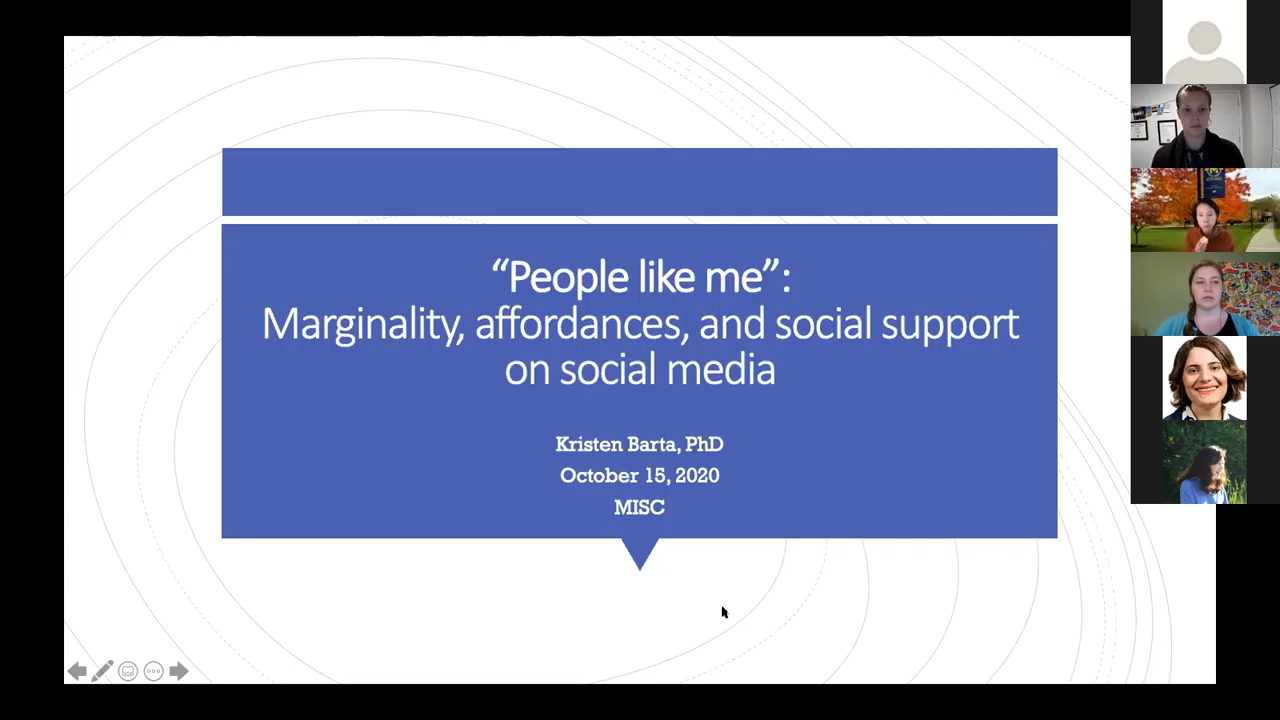 “People like me”:
Marginality, affordances, and social support
on social media
Kristen Barta, PhD
October 15, 2020
MISC